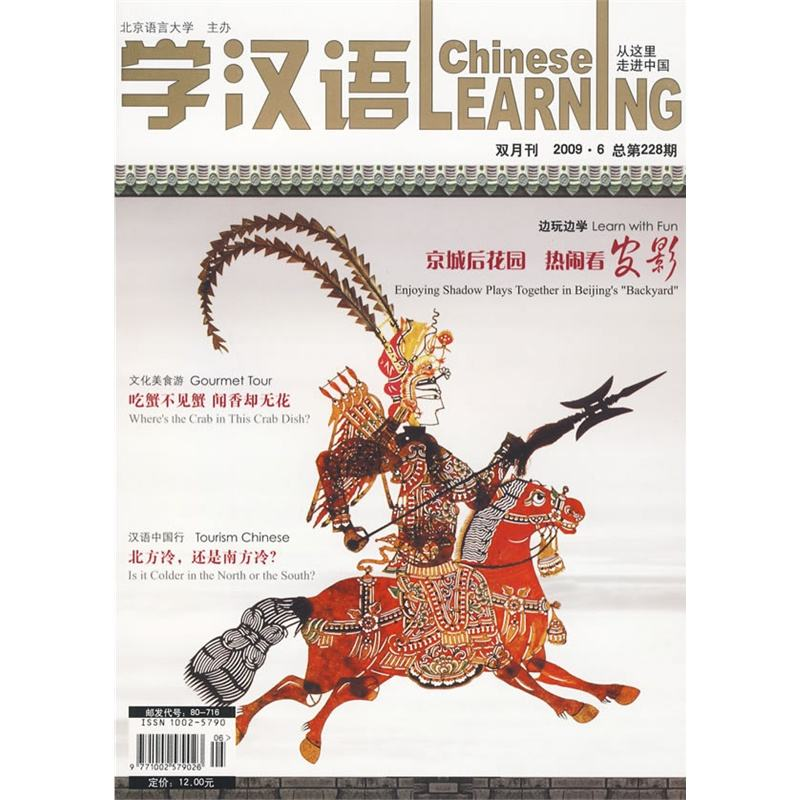 北京语言大学 主办
学汉语
Chinese
LEARNING
从这里
走进中国
双月刊 2009·6 总第228期
边玩边学 Learn with Fun
京城后花园 热闹看皮影
Enjoying Shadow Plays Together in Beijing's "Backyard"
文化美食游 Gourmet Tour
吃蟹不见蟹 闻香却无花
Where's the Crab in This Crab Dish?
汉语中国行 Tourism Chinese
北方冷，还是南方冷？
Is it Colder in the North or the South?
邮发代号：80-716
ISSN 1002-5790
06>
9 771002 579026
定价：12.00元